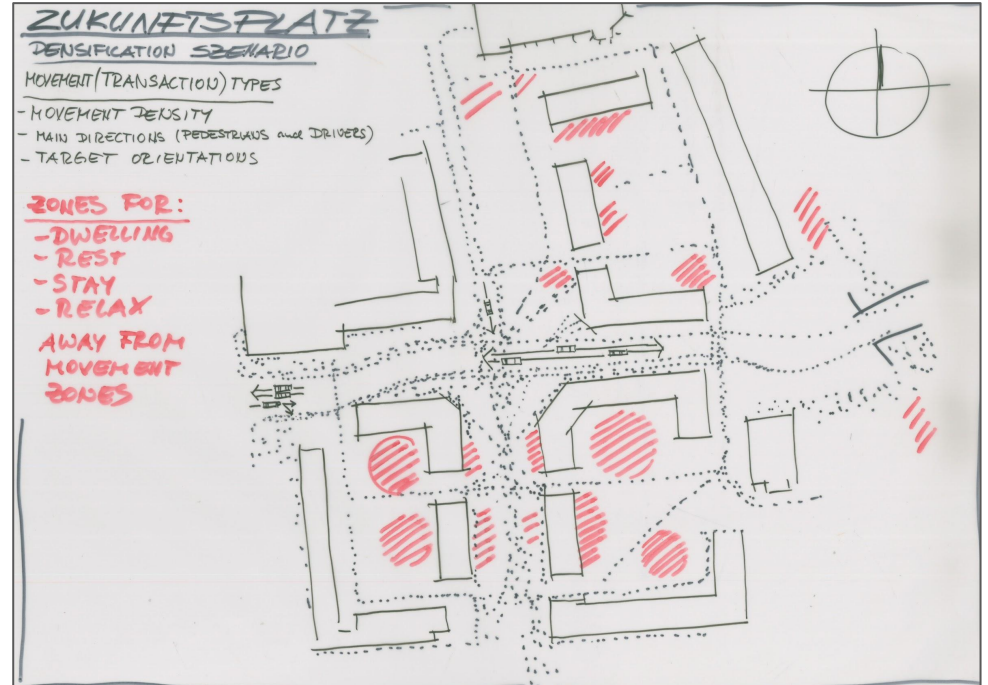 ZUKUNFTSPLATZ
DENSIFICATION SZENARIO
MOVEMENT(TRANSACTION) TYPES
- MOVEMENT DENSITY
- MAIN DIRECTIONS (PEDESTRIANS and DRIVERS)
- TARGET ORIENTATIONS
ZONES FOR:
- DWELLING
- REST
- STAY
- RELAX
AWAY FROM
MOVEMENT
ZONES